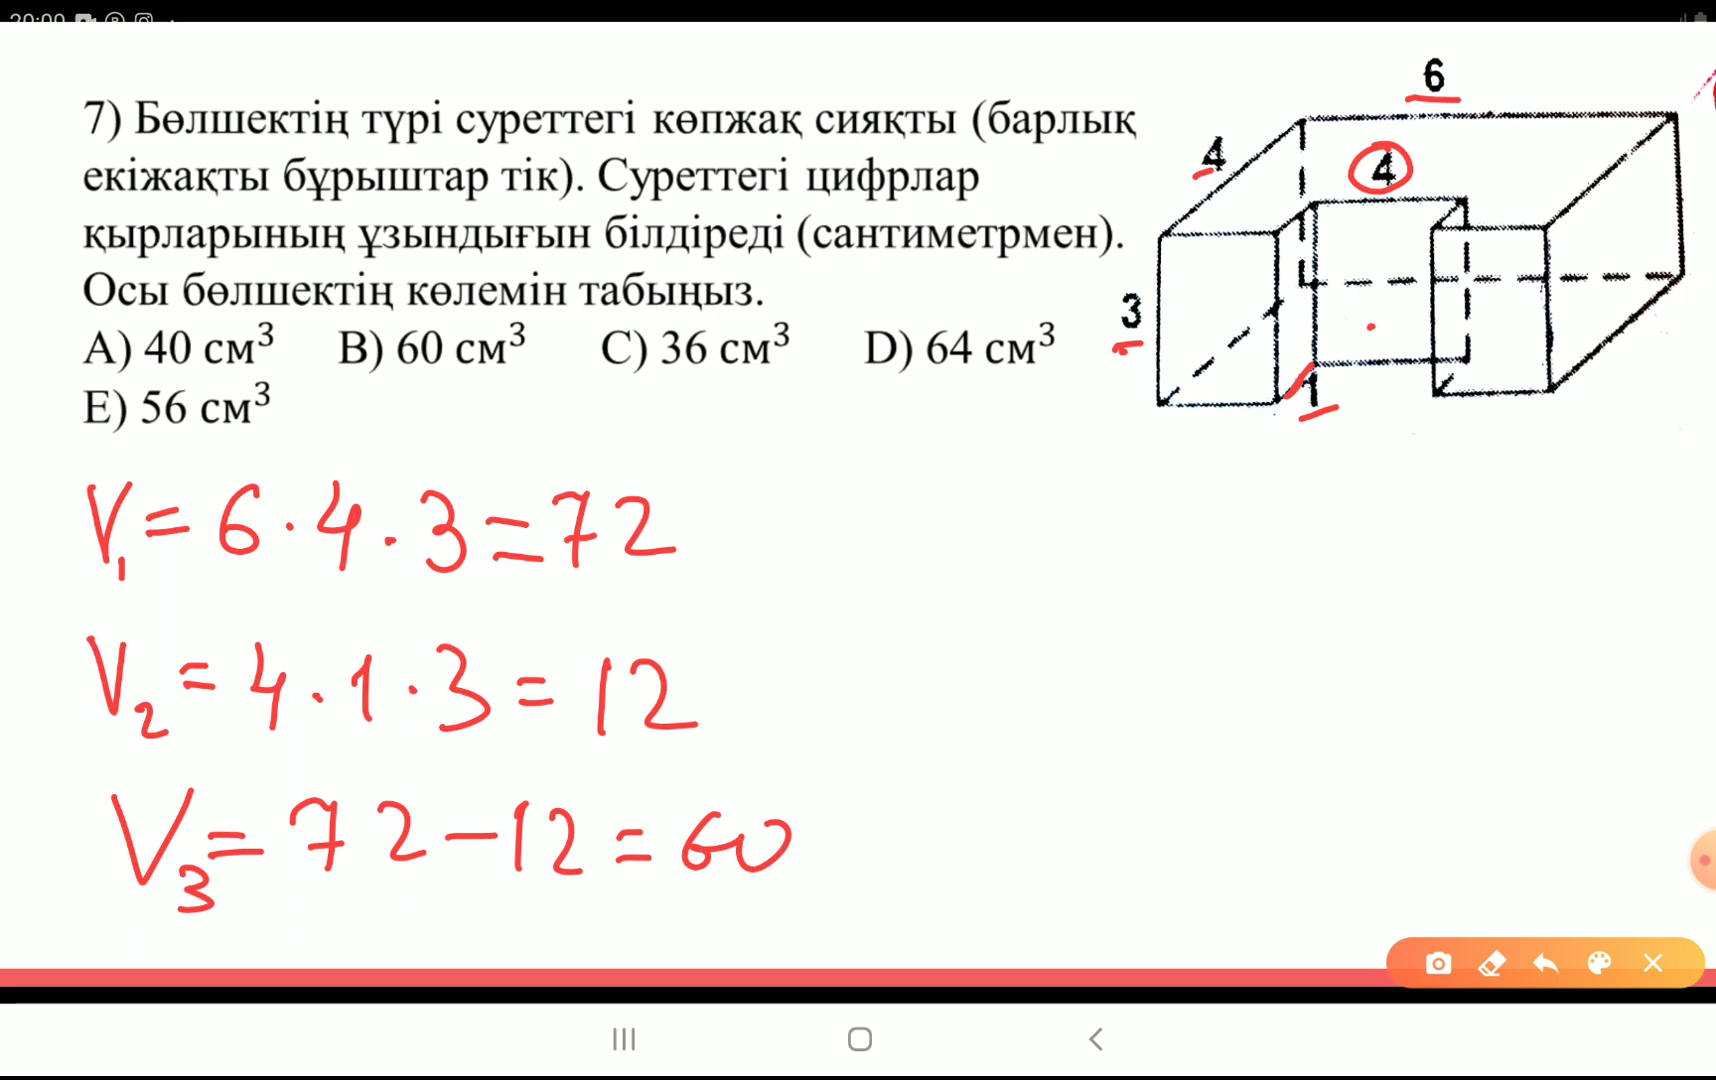 7) Бөлшектің түрі суреттегі көпжақ сияқты (барлық
екіжақты бұрыштар тік). Суреттегі цифрлар
қырларының ұзындығын білдіреді (сантиметрмен).
Осы бөлшектің көлемін табыңыз.
A) 40 см³ B) 60 см³ C) 36 см³ D) 64 см³
E) 56 см³
6
4
4
3
1
V₁ = 6 · 4 · 3 = 72
V₂ = 4 · 1 · 3 = 12
V₃ = 72 − 12 = 60